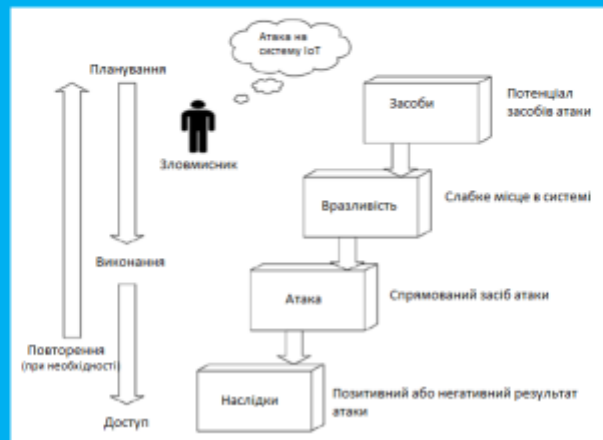 Атака на
систему IoT
Планування
Зловмисник
Виконання
Повторення
(при необхідності)
Доступ
Засоби
Потенціал
засобів атаки
Вразливість
Слабке місце в системі
Атака
Спрямований засіб атаки
Наслідки
Позитивний або негативний результат
атаки